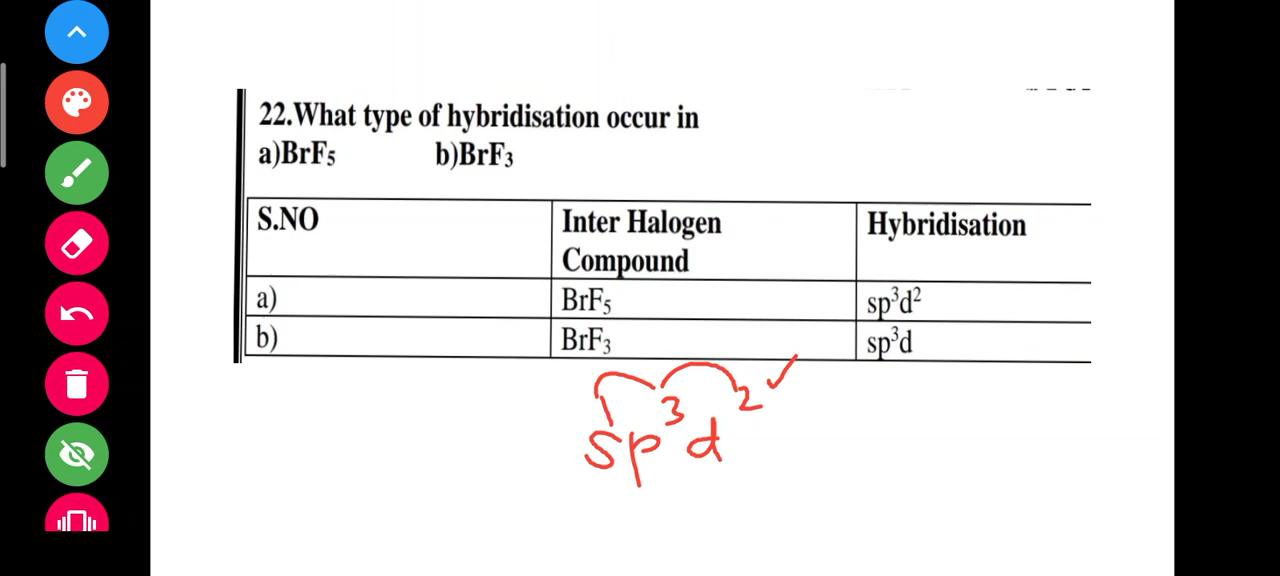 22.What type of hybridisation occur in
a)BrF₅ b)BrF₃
S.NO Inter Halogen Compound Hybridisation
a) BrF₅ sp³d²
b) BrF₃ sp³d
sp³d²